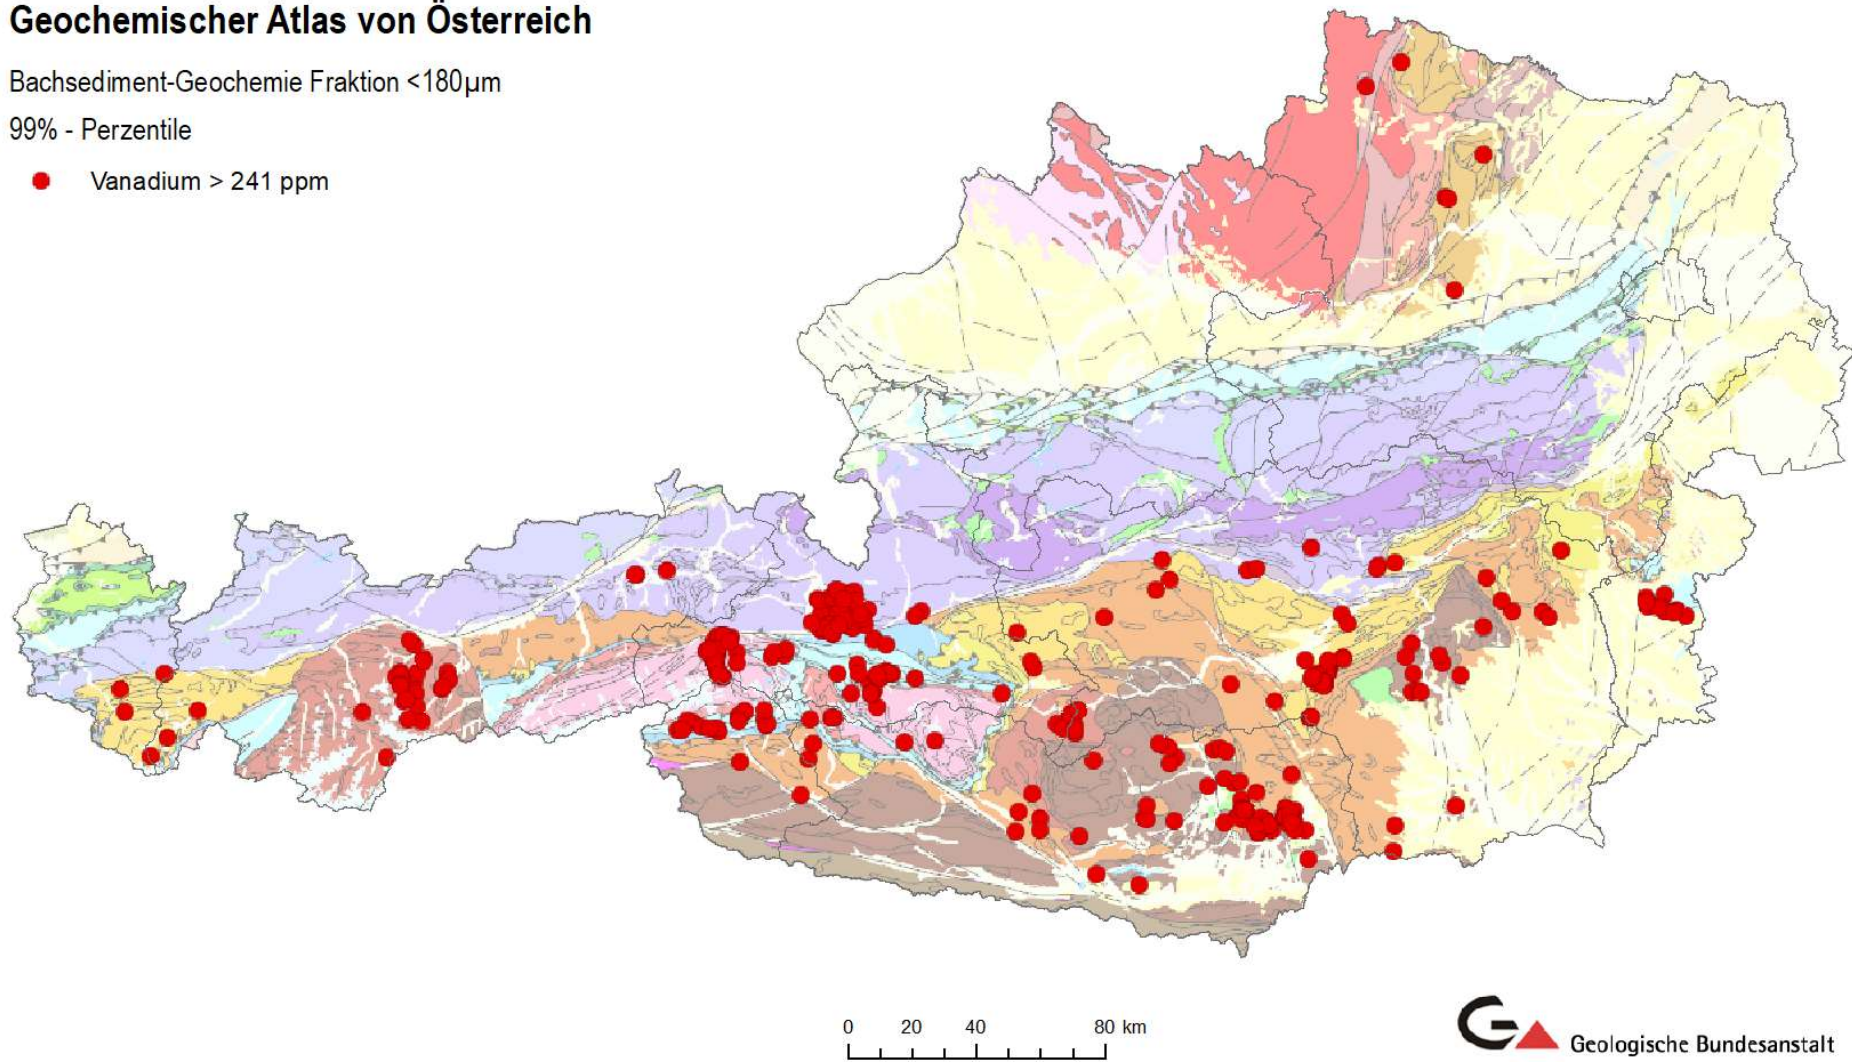 Geochemischer Atlas von Österreich
Bachsediment-Geochemie Fraktion <180µm
99% - Perzentile
Vanadium > 241 ppm
0 20 40 80 km
Geologische Bundesanstalt